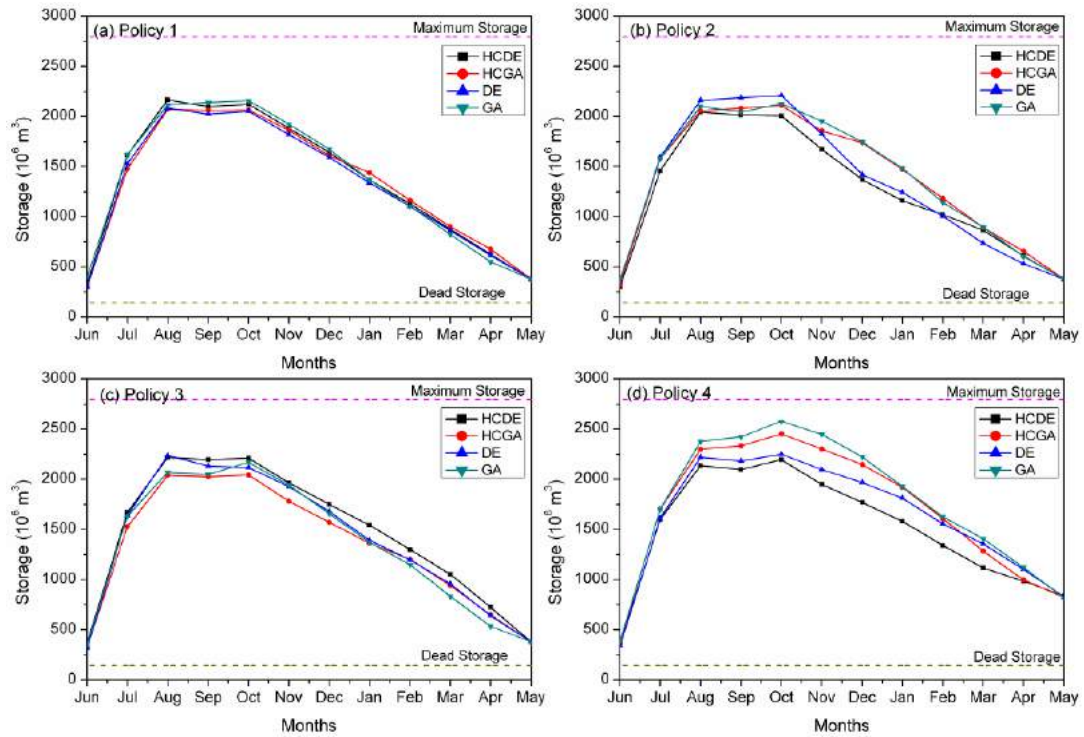 (a) Policy 1
Maximum Storage
HCDE
HCGA
DE
GA
Dead Storage
3000
2500
2000
1500
1000
500
0
Storage (10⁶ m³)
Jun Jul Aug Sep Oct Nov Dec Jan Feb Mar Apr May
Months
(b) Policy 2
Maximum Storage
HCDE
HCGA
DE
GA
Dead Storage
3000
2500
2000
1500
1000
500
0
Storage (10⁶ m³)
Jun Jul Aug Sep Oct Nov Dec Jan Feb Mar Apr May
Months
(c) Policy 3
Maximum Storage
HCDE
HCGA
DE
GA
Dead Storage
3000
2500
2000
1500
1000
500
0
Storage (10⁶ m³)
Jun Jul Aug Sep Oct Nov Dec Jan Feb Mar Apr May
Months
(d) Policy 4
Maximum Storage
HCDE
HCGA
DE
GA
Dead Storage
3000
2500
2000
1500
1000
500
0
Storage (10⁶ m³)
Jun Jul Aug Sep Oct Nov Dec Jan Feb Mar Apr May
Months